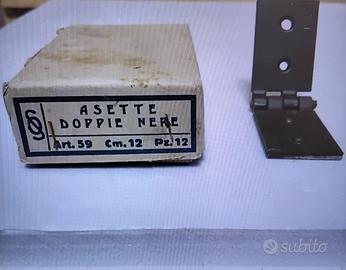 ASETTE
DOPPIE NERE
Art.59 Cm.12 Pz.12
subito